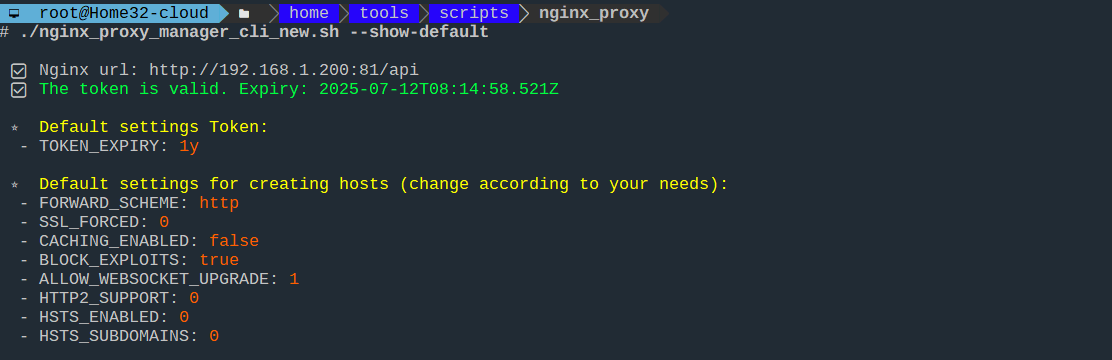 root@Home32-cloud home tools scripts nginx_proxy
# ./nginx_proxy_manager_cli_new.sh --show-default
Nginx url: http://192.168.1.200:81/api
The token is valid. Expiry: 2025-07-12T08:14:58.521Z
Default settings Token:
- TOKEN_EXPIRY: 1y
Default settings for creating hosts (change according to your needs):
- FORWARD_SCHEME: http
- SSL_FORCED: 0
- CACHING_ENABLED: false
- BLOCK_EXPLOITS: true
- ALLOW_WEBSOCKET_UPGRADE: 1
- HTTP2_SUPPORT: 0
- HSTS_ENABLED: 0
- HSTS_SUBDOMAINS: 0